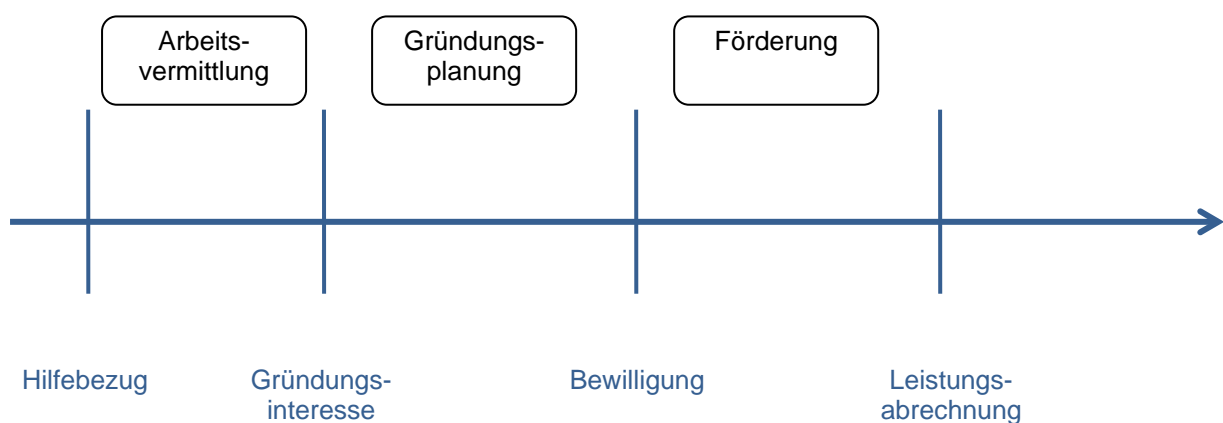 Arbeits-
vermittlung
Gründungs-
planung
Förderung
Hilfebezug
Gründungs-
interesse
Bewilligung
Leistungs-
abrechnung